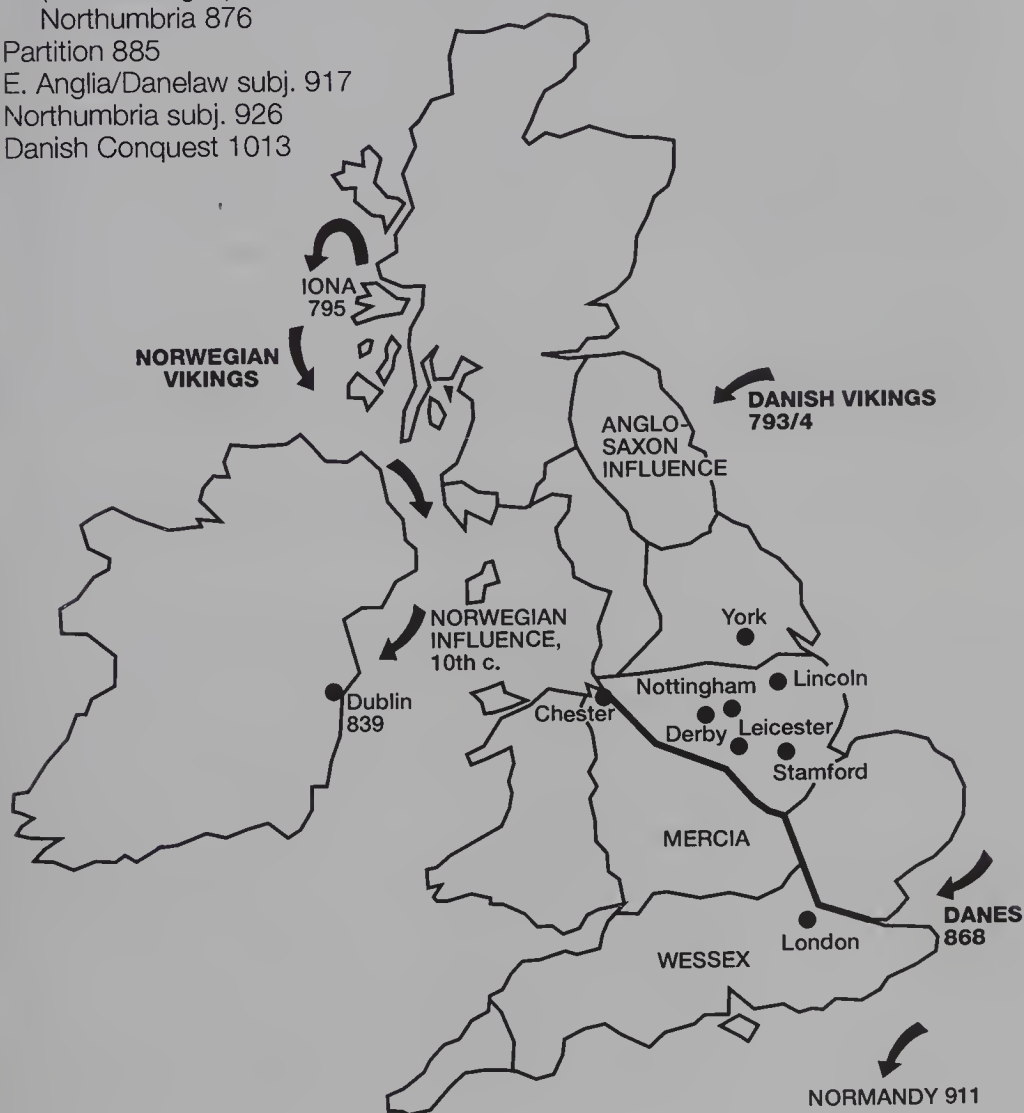 Northumbria 876
Partition 885
E. Anglia/Danelaw subj. 917
Northumbria subj. 926
Danish Conquest 1013
IONA
795
NORWEGIAN
VIKINGS
DANISH VIKINGS
793/4
ANGLO-
SAXON
INFLUENCE
NORWEGIAN
INFLUENCE,
10th c.
York
Lincoln
Nottingham
Dublin
839
Chester
Derby
Leicester
Stamford
MERCIA
DANES
868
London
WESSEX
NORMANDY 911